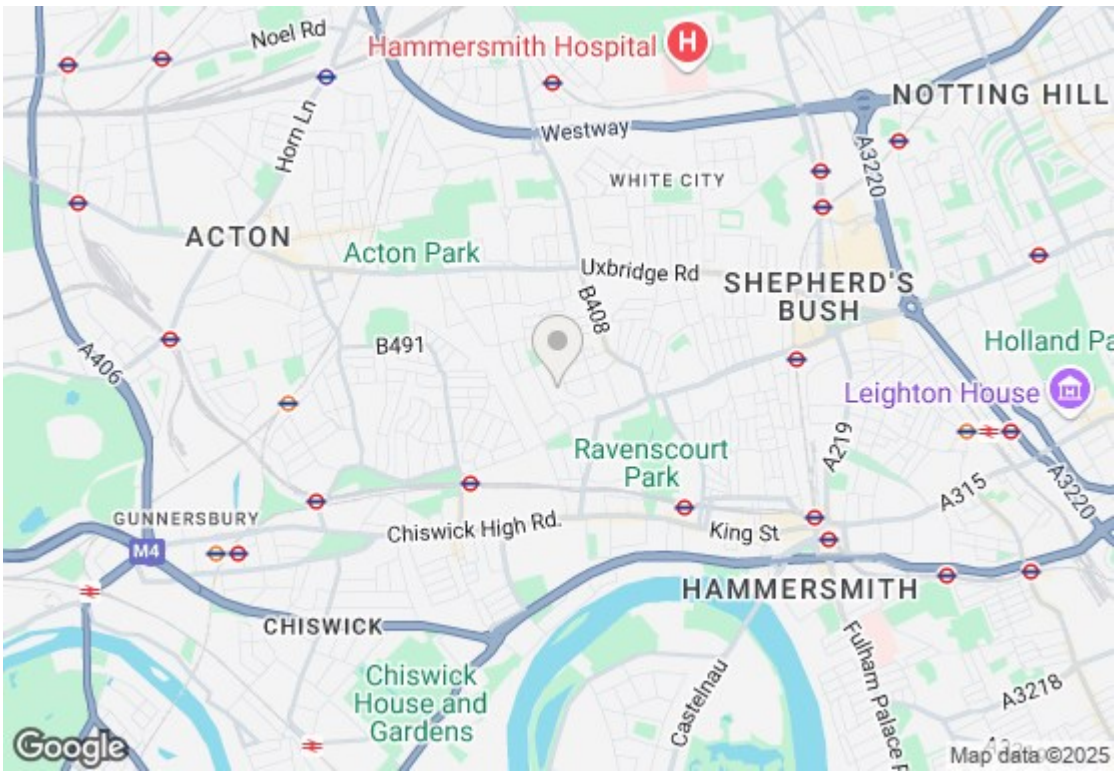 Noel Rd
Hammersmith Hospital
H
NOTTING HILL
Horn Ln
Westway
A3220
WHITE CITY
ACTON
Acton Park
Uxbridge Rd
SHEPHERD'S
BUSH
B408
B491
A406
Holland Pa
Leighton House
Ravenscourt
Park
A219
A315
A3220
GUNNERSBURY
Chiswick High Rd.
King St
M4
HAMMERSMITH
CHISWICK
Chiswick
House and
Gardens
Castelnau
Fulham Palace R
A3218
Google
Map data ©2025